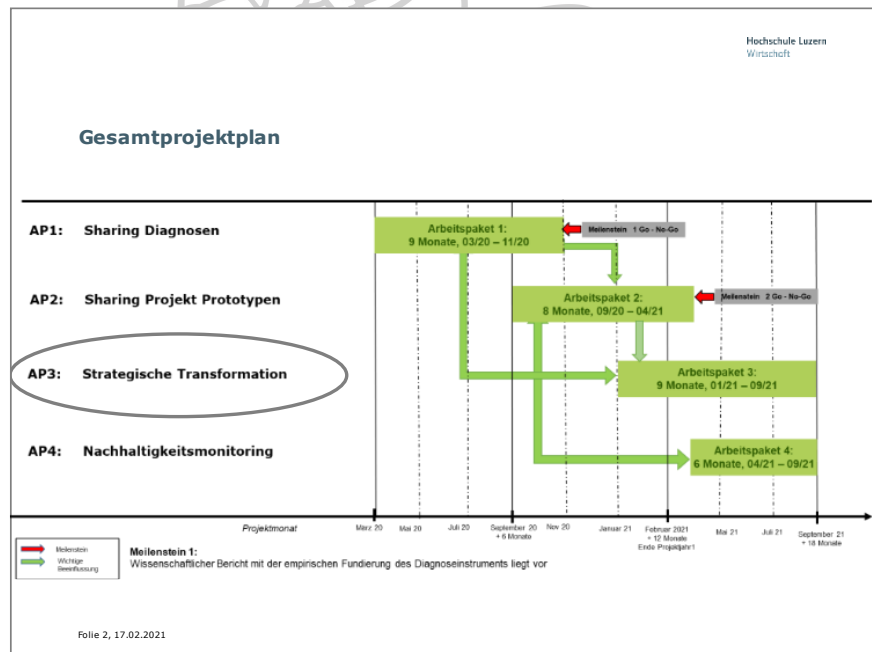 Hochschule Luzern
Wirtschaft
Gesamtprojektplan
AP1: Sharing Diagnosen
Arbeitspaket 1:
9 Monate, 03/20 – 11/20
Meilenstein 1 Go - No-Go
AP2: Sharing Projekt Prototypen
Arbeitspaket 2:
8 Monate, 09/20 – 04/21
Meilenstein 2 Go - No-Go
AP3: Strategische Transformation
Arbeitspaket 3:
9 Monate, 01/21 – 09/21
AP4: Nachhaltigkeitsmonitoring
Arbeitspaket 4:
6 Monate, 04/21 – 09/21
Projektmonat
März 20
Mai 20
Juli 20
September 20
+ 6 Monate
Nov 20
Januar 21
Februar 2021
+ 12 Monate
Ende Projektjahr1
Mai 21
Juli 21
September 21
+ 18 Monate
Meilenstein
Wichtige
Beeinflussung
Meilenstein 1:
Wissenschaftlicher Bericht mit der empirischen Fundierung des Diagnoseinstruments liegt vor
Folie 2, 17.02.2021